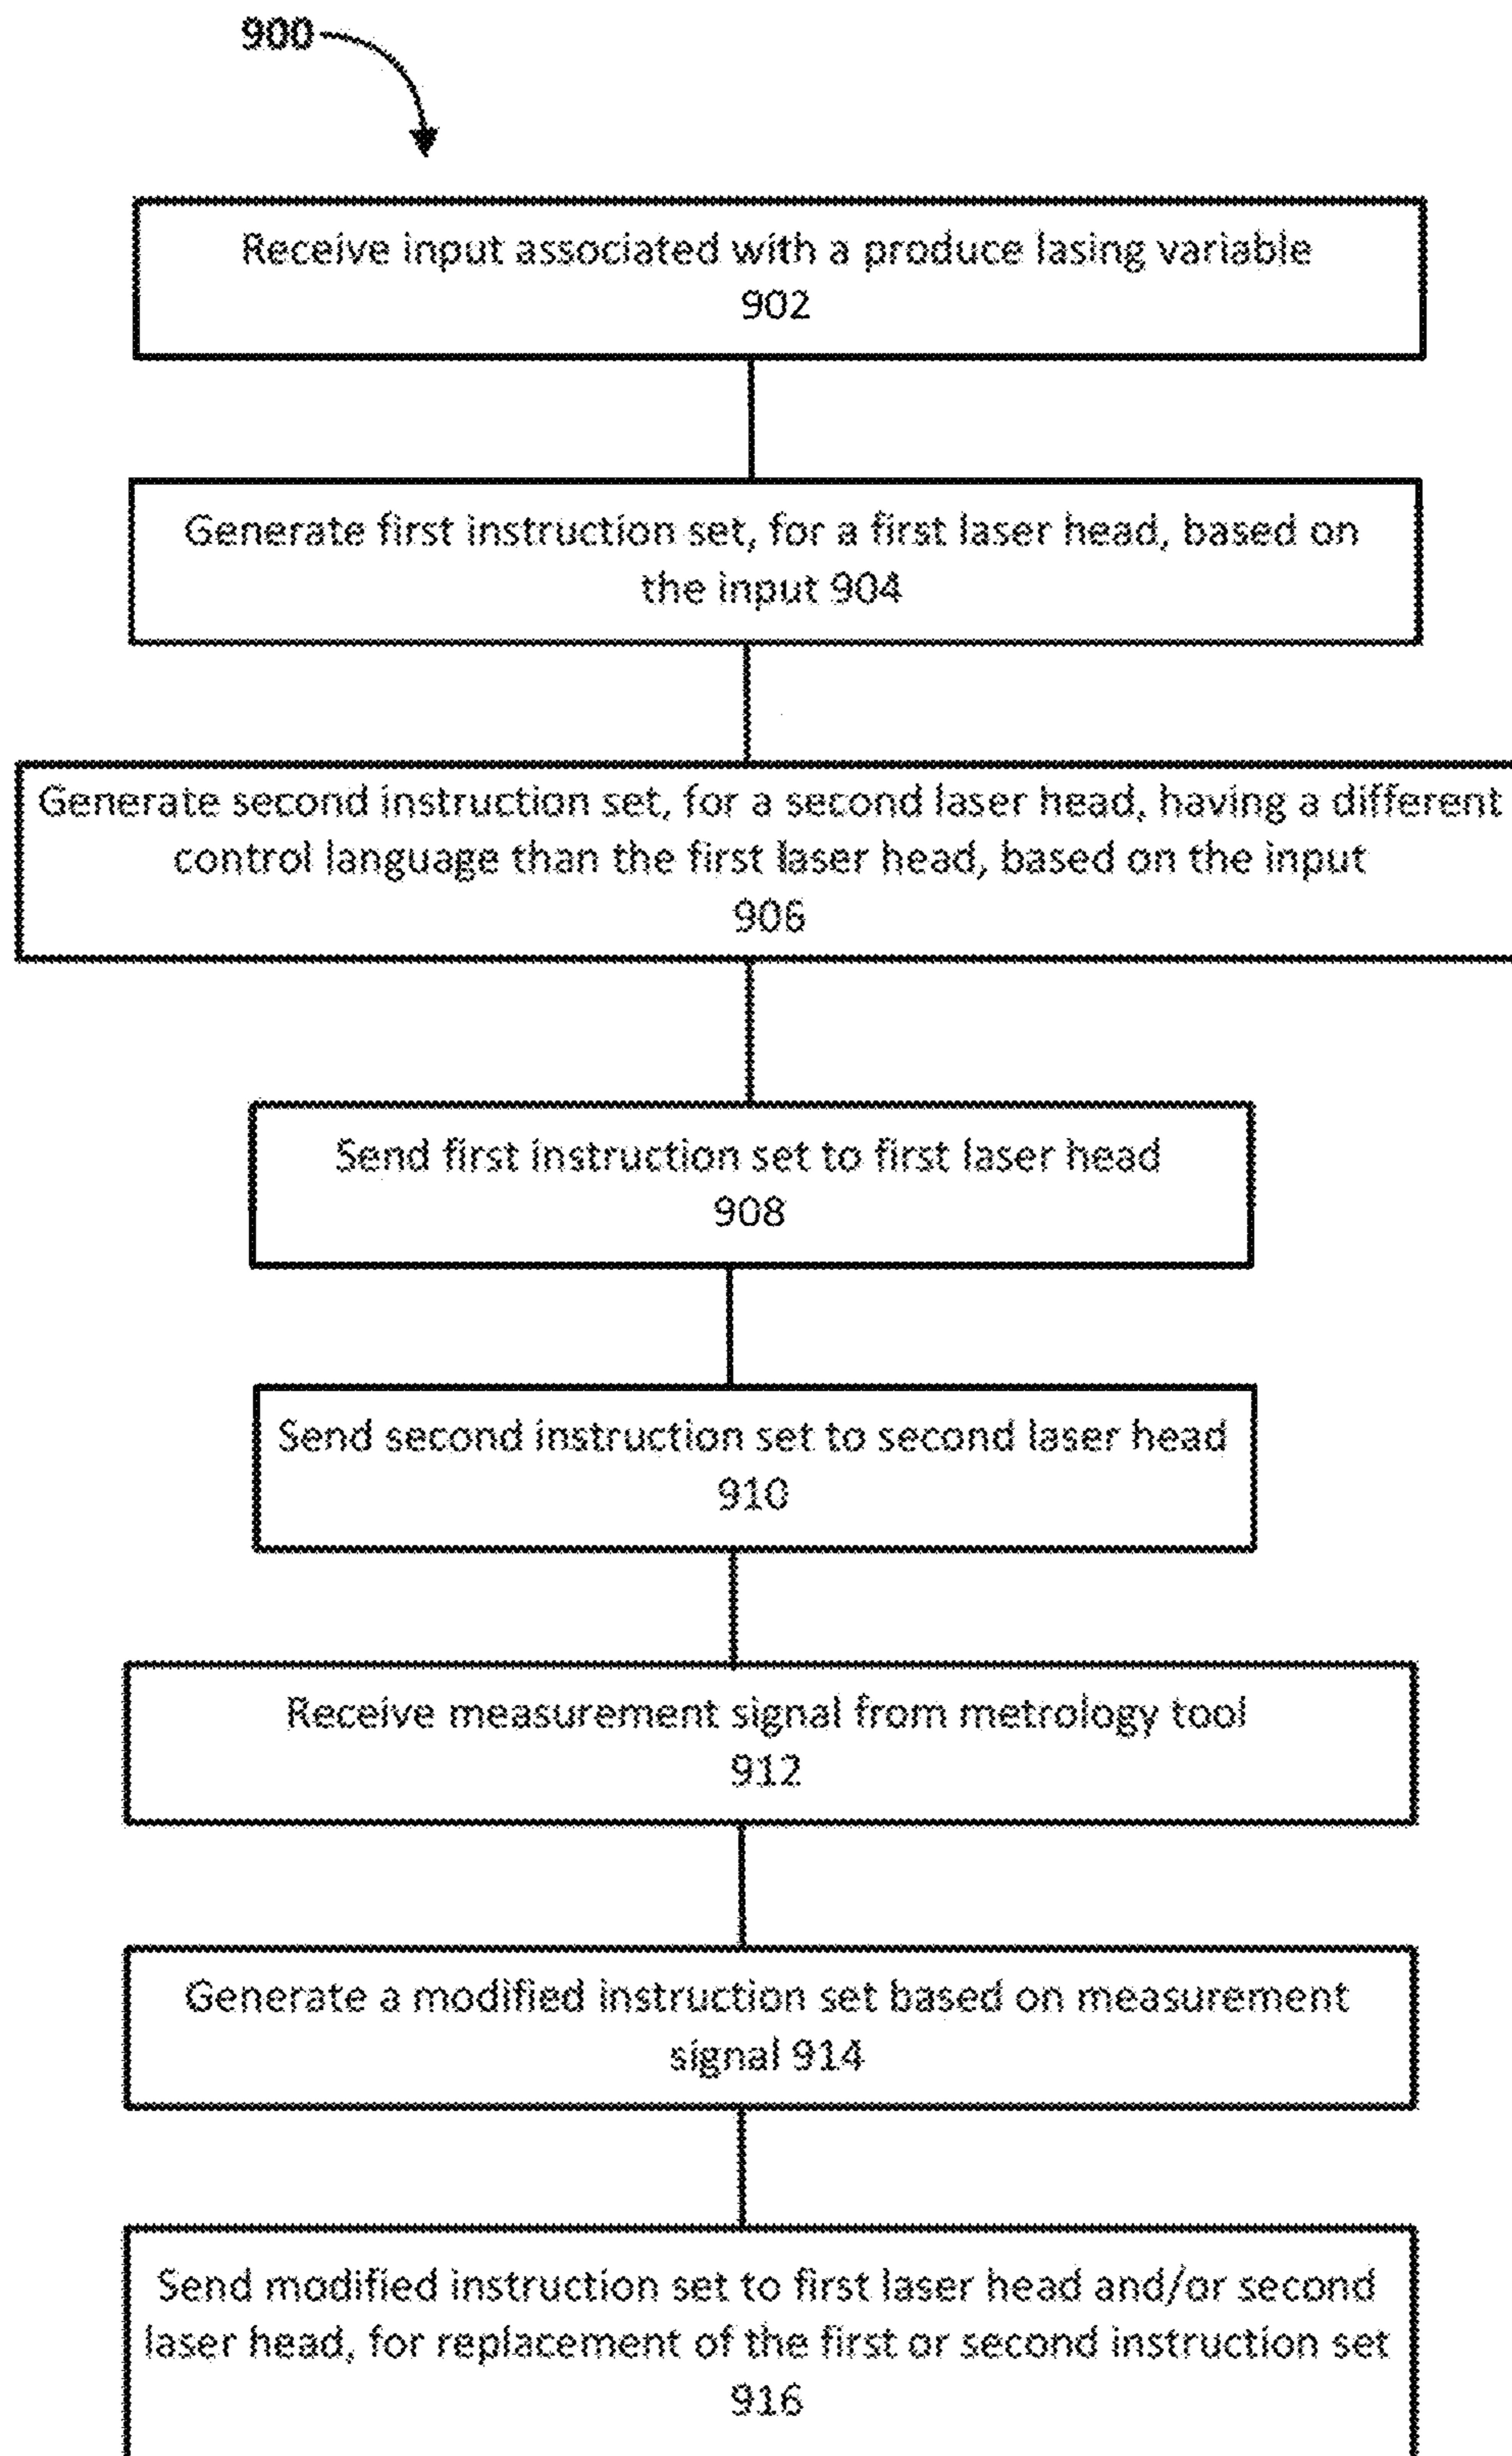 900
Receive input associated with a produce lasing variable
902
Generate first instruction set, for a first laser head, based on
the input 904
Generate second instruction set, for a second laser head, having a different
control language than the first laser head, based on the input
906
Send first instruction set to first laser head
908
Send second instruction set to second laser head
910
Receive measurement signal from metrology tool
912
Generate a modified instruction set based on measurement
signal 914
Send modified instruction set to first laser head and/or second
laser head, for replacement of the first or second instruction set
916